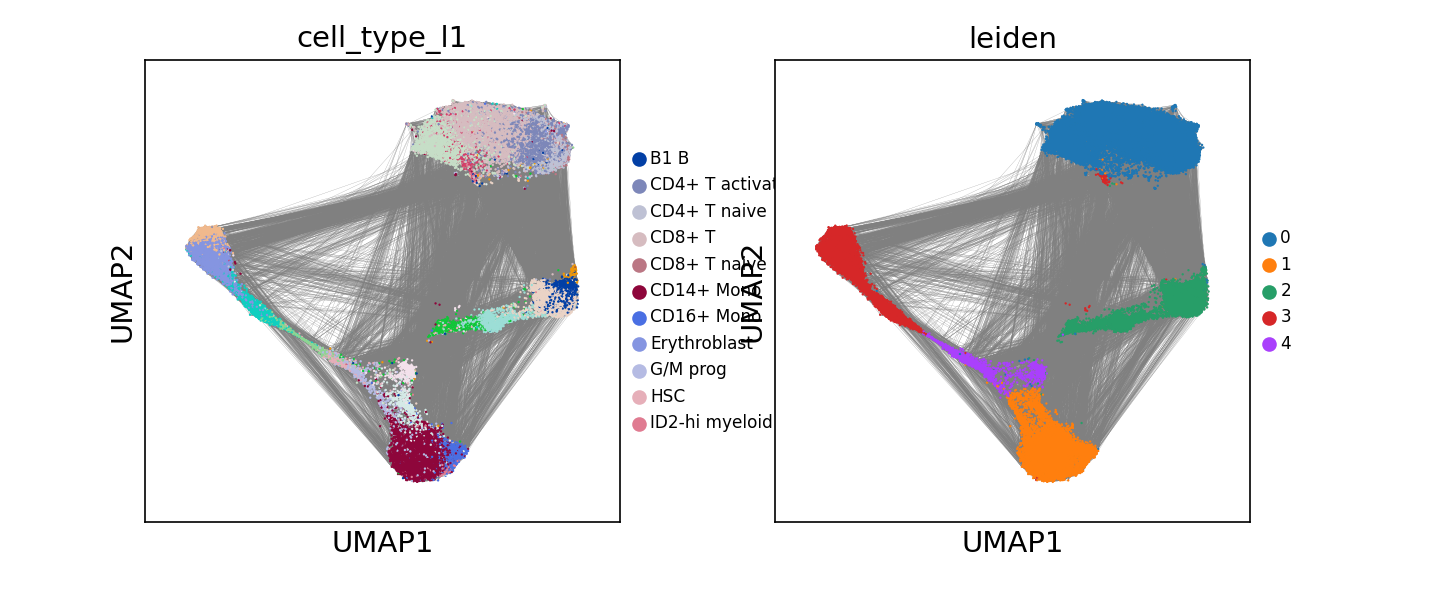 cell_type_l1
leiden
B1 B
CD4+ T activat
CD4+ T naive
CD8+ T
CD8+ T naive
CD14+ Mono
CD16+ Mono
Erythroblast
G/M prog
HSC
ID2-hi myeloid
0
1
2
3
4
UMAP2
UMAP2
UMAP1
UMAP1